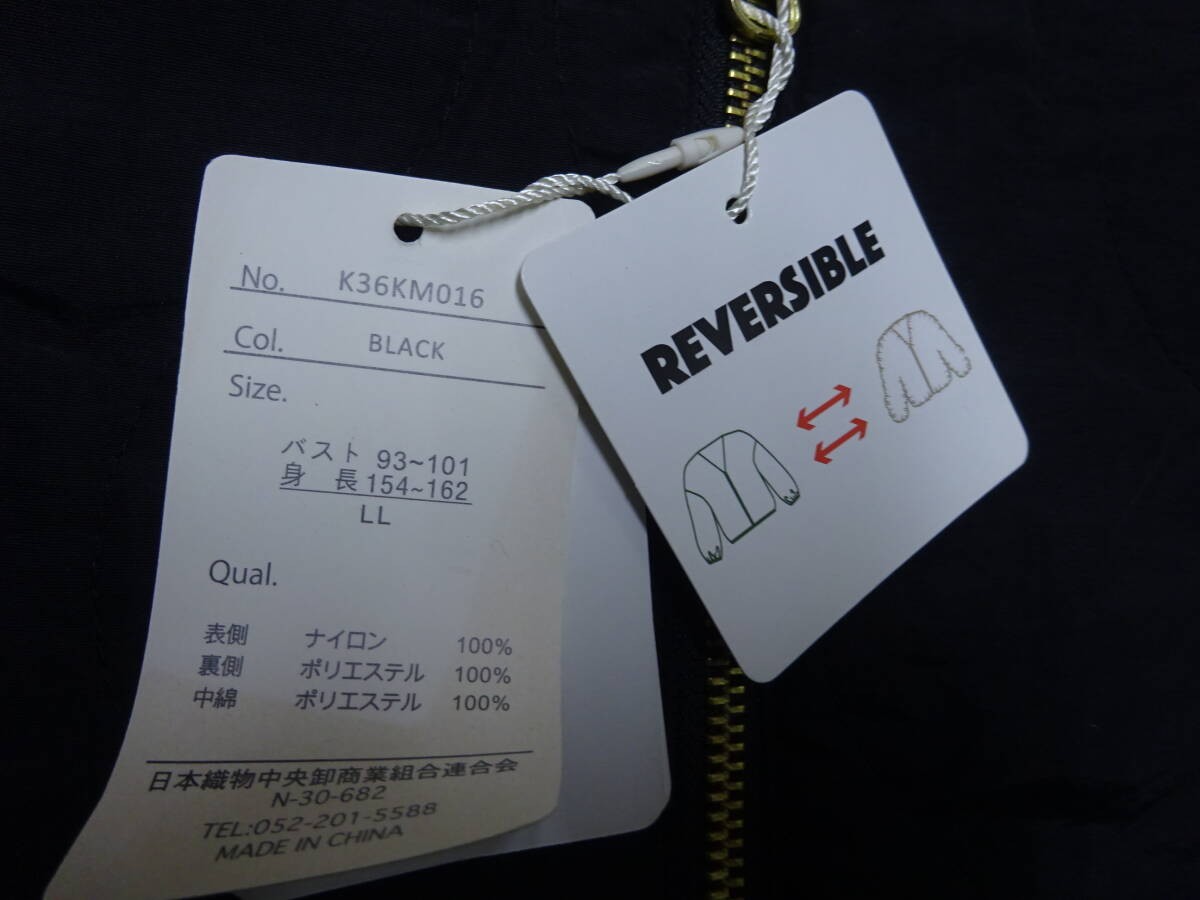 No. K36KM016
Col. BLACK
Size.
バスト 93~101
身 長 154~162
LL
Qual.
表側 ナイロン 100%
裏側 ポリエステル 100%
中綿 ポリエステル 100%
日本織物中央卸商業組合連合会
N-30-682
TEL:052-201-5588
MADE IN CHINA
REVERSIBLE